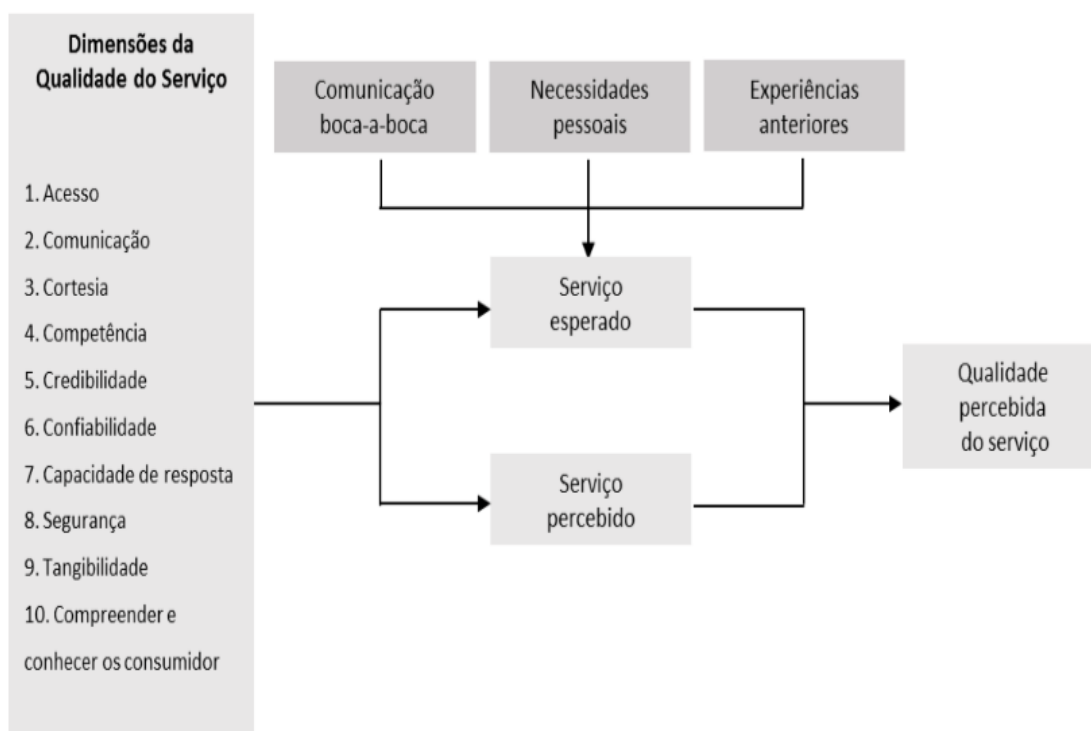 Dimensões da
Qualidade do Serviço
1. Acesso
2. Comunicação
3. Cortesia
4. Competência
5. Credibilidade
6. Confiabilidade
7. Capacidade de resposta
8. Segurança
9. Tangibilidade
10. Compreender e
conhecer os consumidor
Comunicação
boca-a-boca
Necessidades
pessoais
Experiências
anteriores
Serviço
esperado
Serviço
percebido
Qualidade
percebida
do serviço